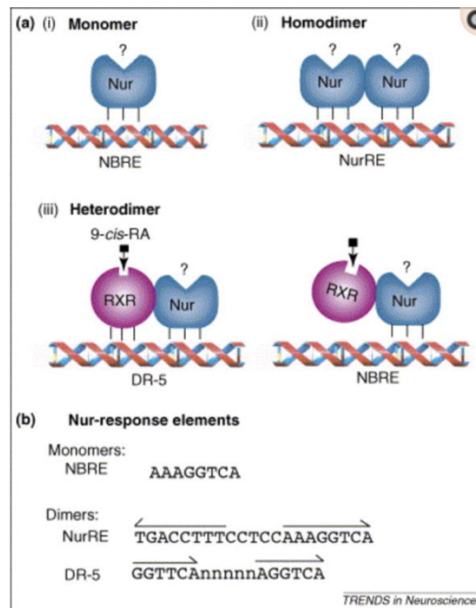 (a) (i) Monomer
(ii) Homodimer
?
? ?
Nur
Nur Nur
NBRE
NurRE
(iii) Heterodimer
9-cis-RA
?
?
RXR Nur
RXR Nur
DR-5
NBRE
(b) Nur-response elements
Monomers:
NBRE AAAGGTCA
Dimers:
NurRE TGACCTTTCCTCCAAAGGTCA
DR-5 GGTTCAnnnnnAGGTCA
TRENDS in Neuroscience